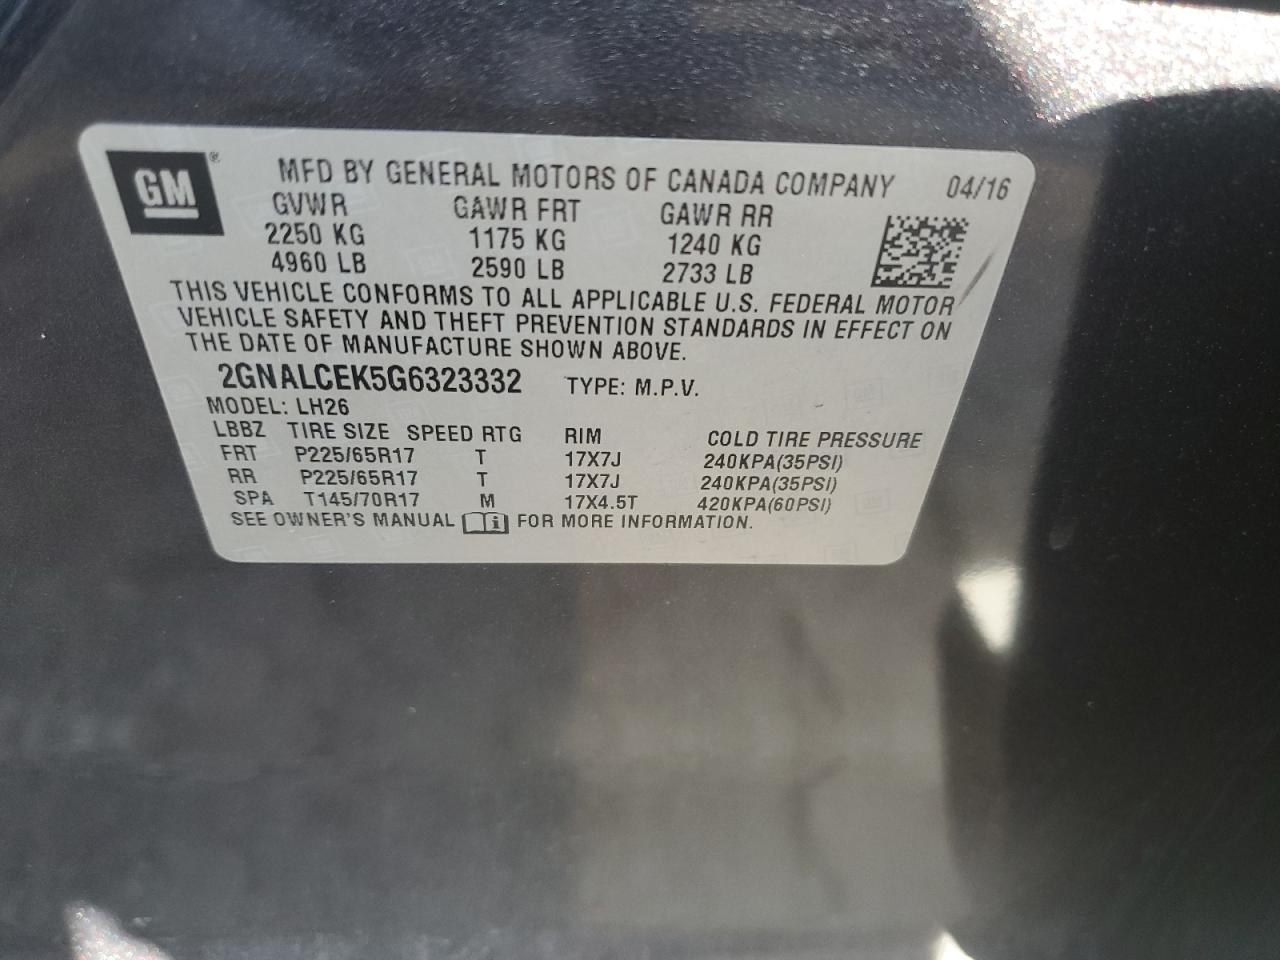 GM ®
MFD BY GENERAL MOTORS OF CANADA COMPANY 04/16
GVWR GAWR FRT GAWR RR
2250 KG 1175 KG 1240 KG
4960 LB 2590 LB 2733 LB
THIS VEHICLE CONFORMS TO ALL APPLICABLE U.S. FEDERAL MOTOR
VEHICLE SAFETY AND THEFT PREVENTION STANDARDS IN EFFECT ON
THE DATE OF MANUFACTURE SHOWN ABOVE.
2GNALCEK5G6323332 TYPE: M.P.V.
MODEL: LH26
LBBZ TIRE SIZE SPEED RTG RIM COLD TIRE PRESSURE
FRT P225/65R17 T 17X7J 240KPA(35PSI)
RR P225/65R17 T 17X7J 240KPA(35PSI)
SPA T145/70R17 M 17X4.5T 420KPA(60PSI)
SEE OWNER'S MANUAL i FOR MORE INFORMATION.